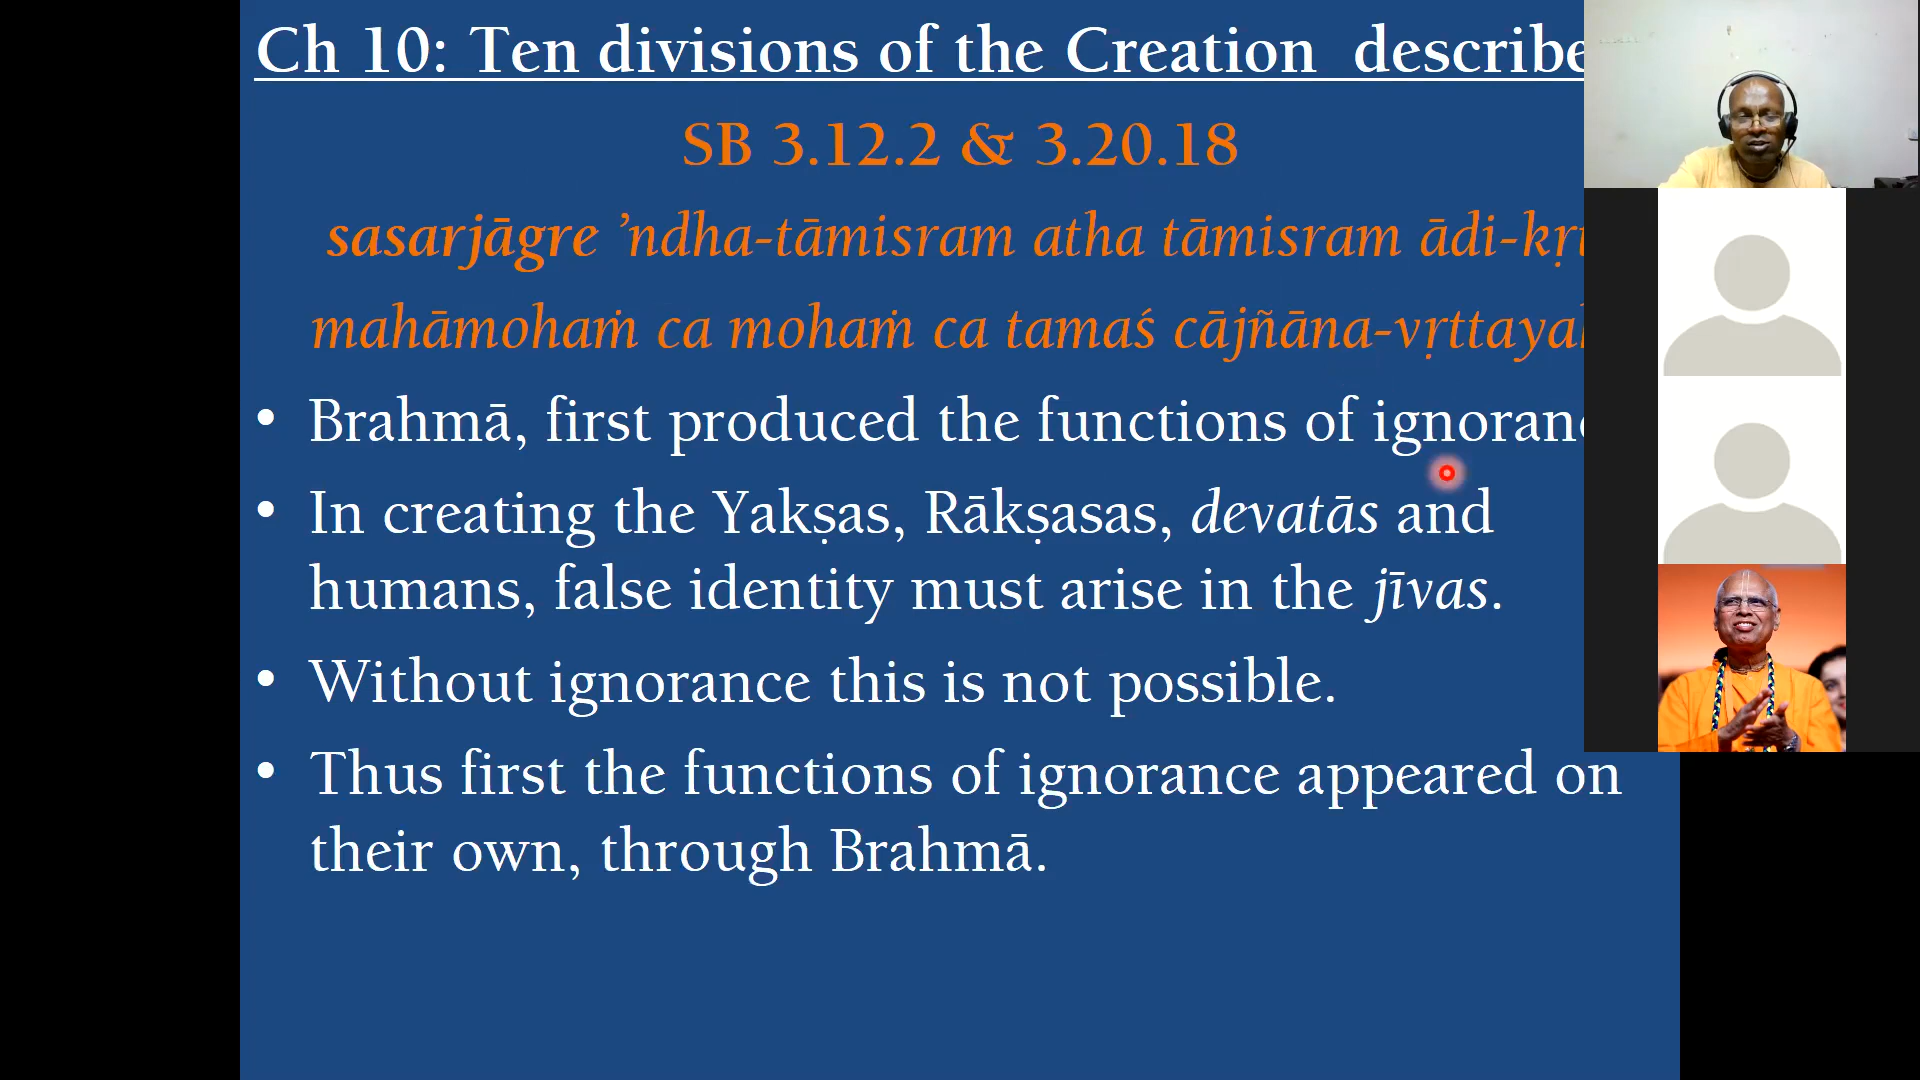 Ch 10: Ten divisions of the Creation describe
SB 3.12.2 & 3.20.18
sasarjāgre ’ndha-tāmisram atha tāmisram ādi-kṛ
mahāmohaṁ ca mohaṁ ca tamaś cājñāna-vṛttaya
• Brahmā, first produced the functions of ignoran
• In creating the Yakṣas, Rākṣasas, devatās and
humans, false identity must arise in the jīvas.
• Without ignorance this is not possible.
• Thus first the functions of ignorance appeared on
their own, through Brahmā.